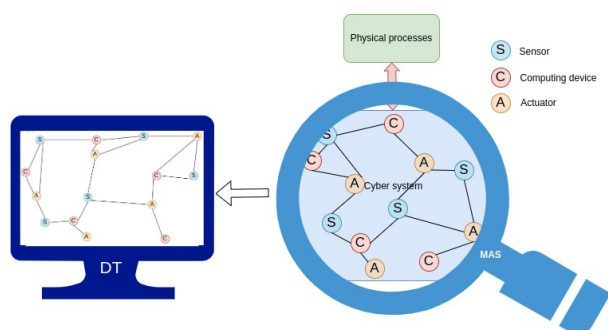 Physical processes
S Sensor
C Computing device
A Actuator
S C S A
A
C C S
A S A
S C
A C
DT
C
S
C A S
A Cyber system
S S
C A
A C
MAS